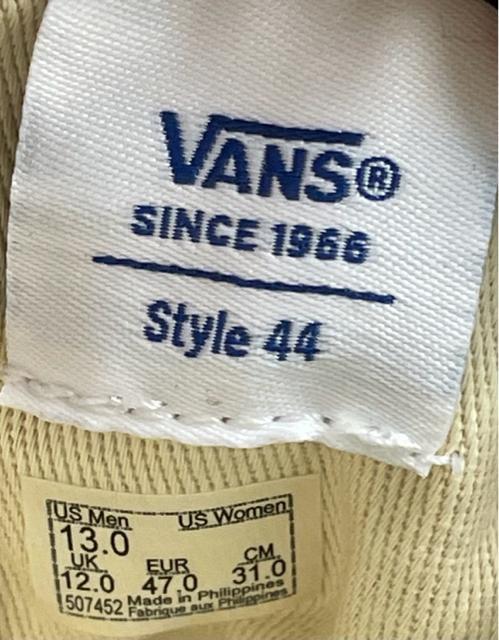 VANS®
SINCE 1966
Style 44
US Men US Women
13.0
UK EUR CM
12.0 47.0 31.0
507452 Made in Philippines
Fabrique aux Philippines